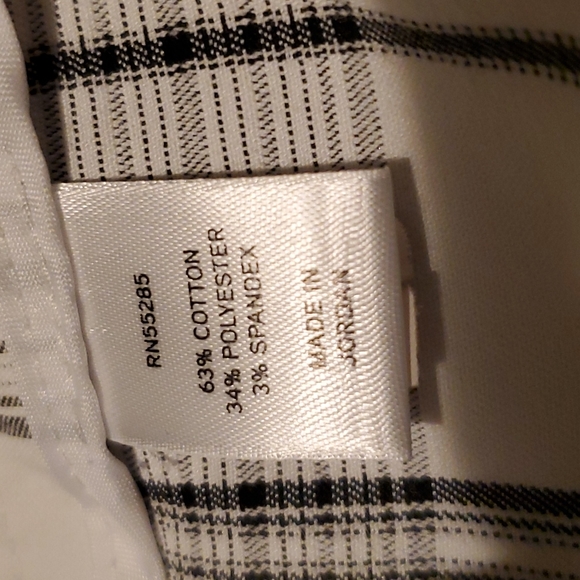 RN55285
63% COTTON
34% POLYESTER
3% SPANDEX
MADE IN
JORDAN